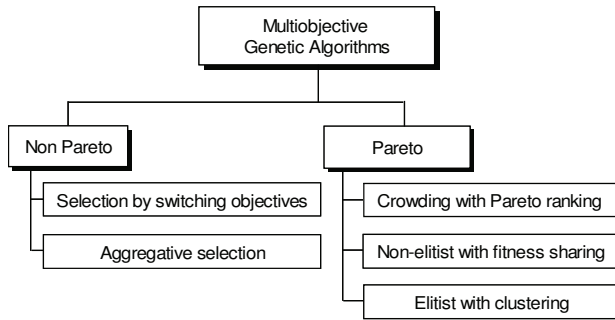 Multiobjective
Genetic Algorithms
Non Pareto
Pareto
Selection by switching objectives
Aggregative selection
Crowding with Pareto ranking
Non-elitist with fitness sharing
Elitist with clustering